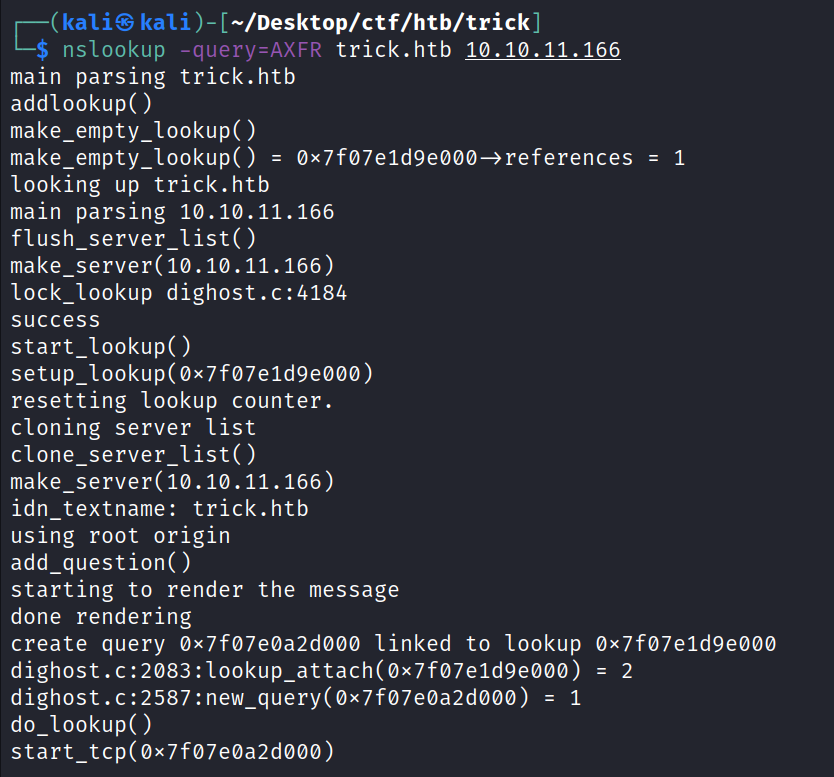 ┌──(kali㉿kali)-[~/Desktop/ctf/htb/trick]
└─$ nslookup -query=AXFR trick.htb 10.10.11.166
main parsing trick.htb
addlookup()
make_empty_lookup()
make_empty_lookup() = 0×7f07e1d9e000→references = 1
looking up trick.htb
main parsing 10.10.11.166
flush_server_list()
make_server(10.10.11.166)
lock_lookup dighost.c:4184
success
start_lookup()
setup_lookup(0×7f07e1d9e000)
resetting lookup counter.
cloning server list
clone_server_list()
make_server(10.10.11.166)
idn_textname: trick.htb
using root origin
add_question()
starting to render the message
done rendering
create query 0×7f07e0a2d000 linked to lookup 0×7f07e1d9e000
dighost.c:2083:lookup_attach(0×7f07e1d9e000) = 2
dighost.c:2587:new_query(0×7f07e0a2d000) = 1
do_lookup()
start_tcp(0×7f07e0a2d000)